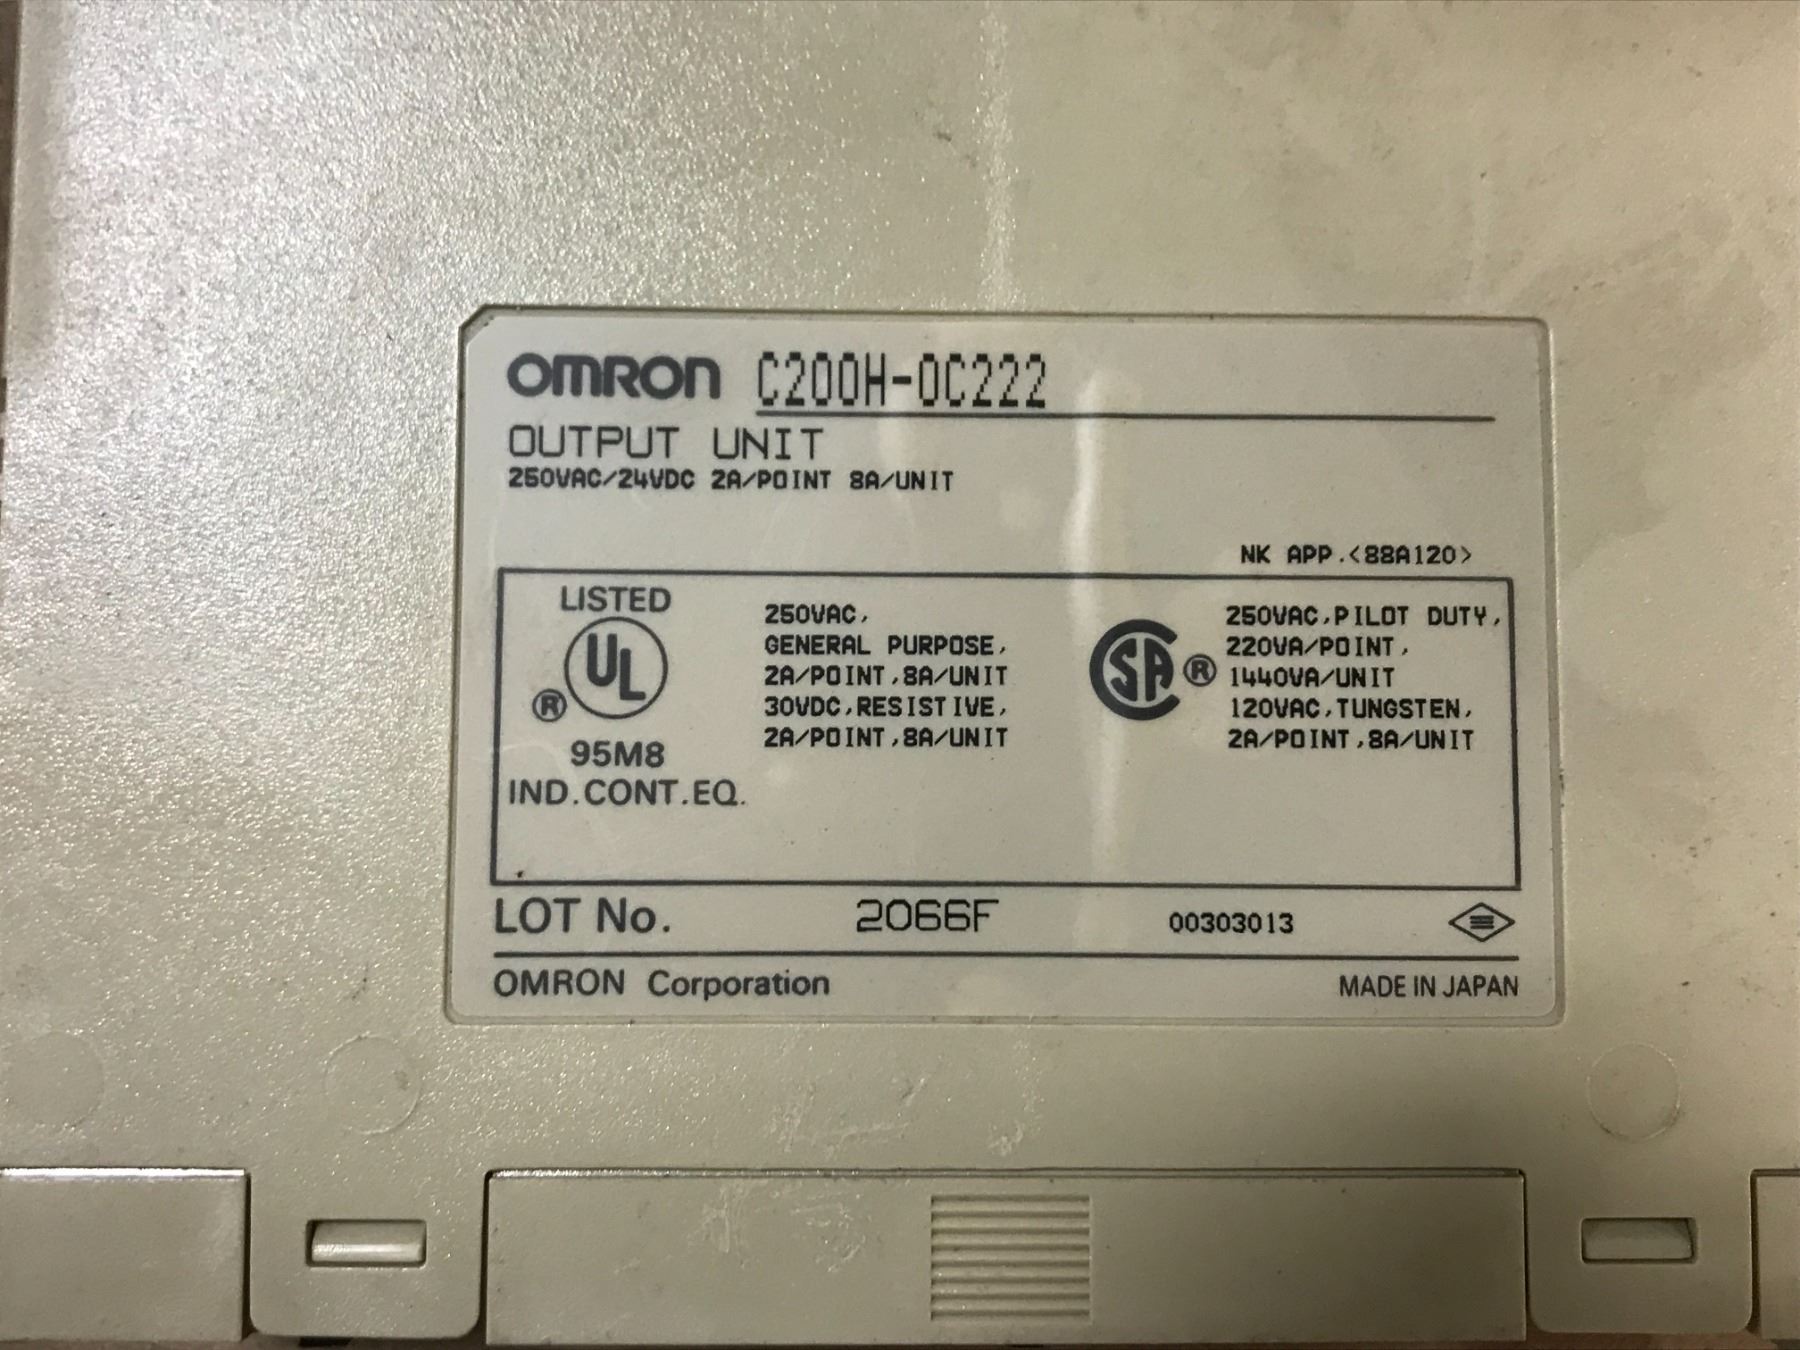 OMRON C200H-OC222
OUTPUT UNIT
250VAC/24VDC 2A/POINT 8A/UNIT
NK APP.<88A120>
LISTED
UL
®
95M8
IND.CONT.EQ.
250VAC,
GENERAL PURPOSE,
2A/POINT,8A/UNIT
30VDC,RESISTIVE,
2A/POINT,8A/UNIT
SA ®
250VAC,PILOT DUTY,
220VA/POINT,
1440VA/UNIT
120VAC,TUNGSTEN,
2A/POINT,8A/UNIT
LOT No. 2066F 00303013
OMRON Corporation MADE IN JAPAN